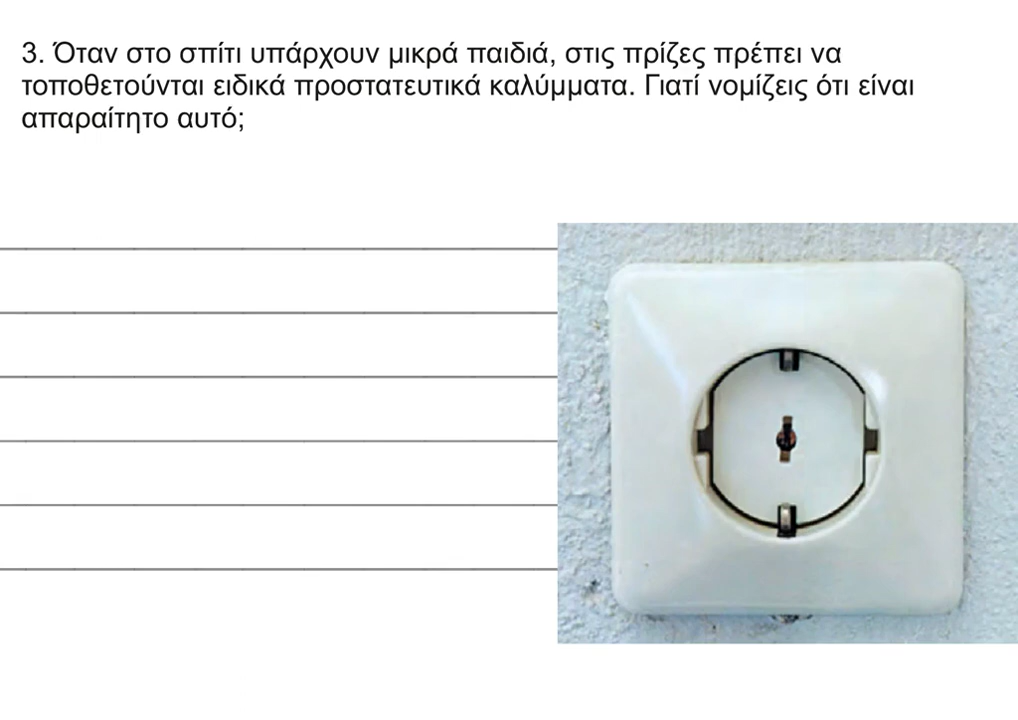 3. Όταν στο σπίτι υπάρχουν μικρά παιδιά, στις πρίζες πρέπει να
τοποθετούνται ειδικά προστατευτικά καλύμματα. Γιατί νομίζεις ότι είναι
απαραίτητο αυτό;